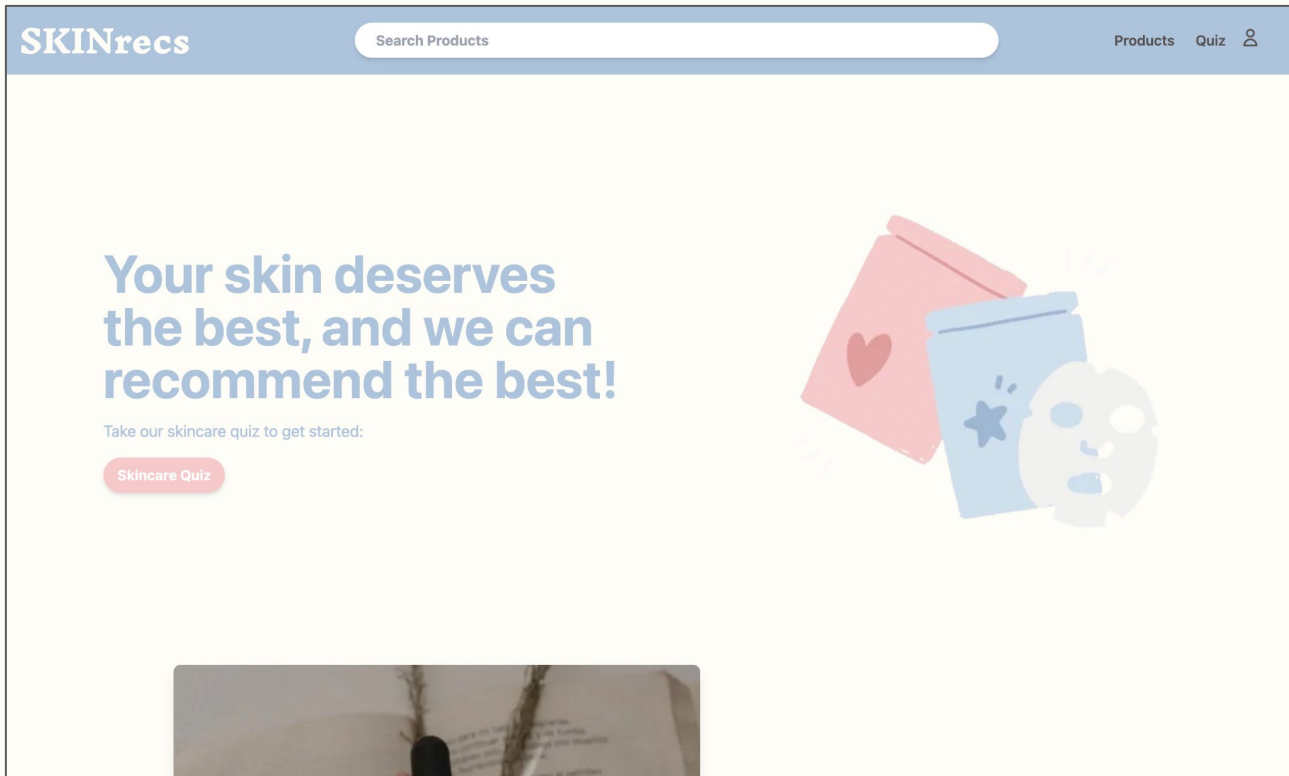 SKINrecs
Search Products
Products
Quiz
Your skin deserves
the best, and we can
recommend the best!
Take our skincare quiz to get started:
Skincare Quiz